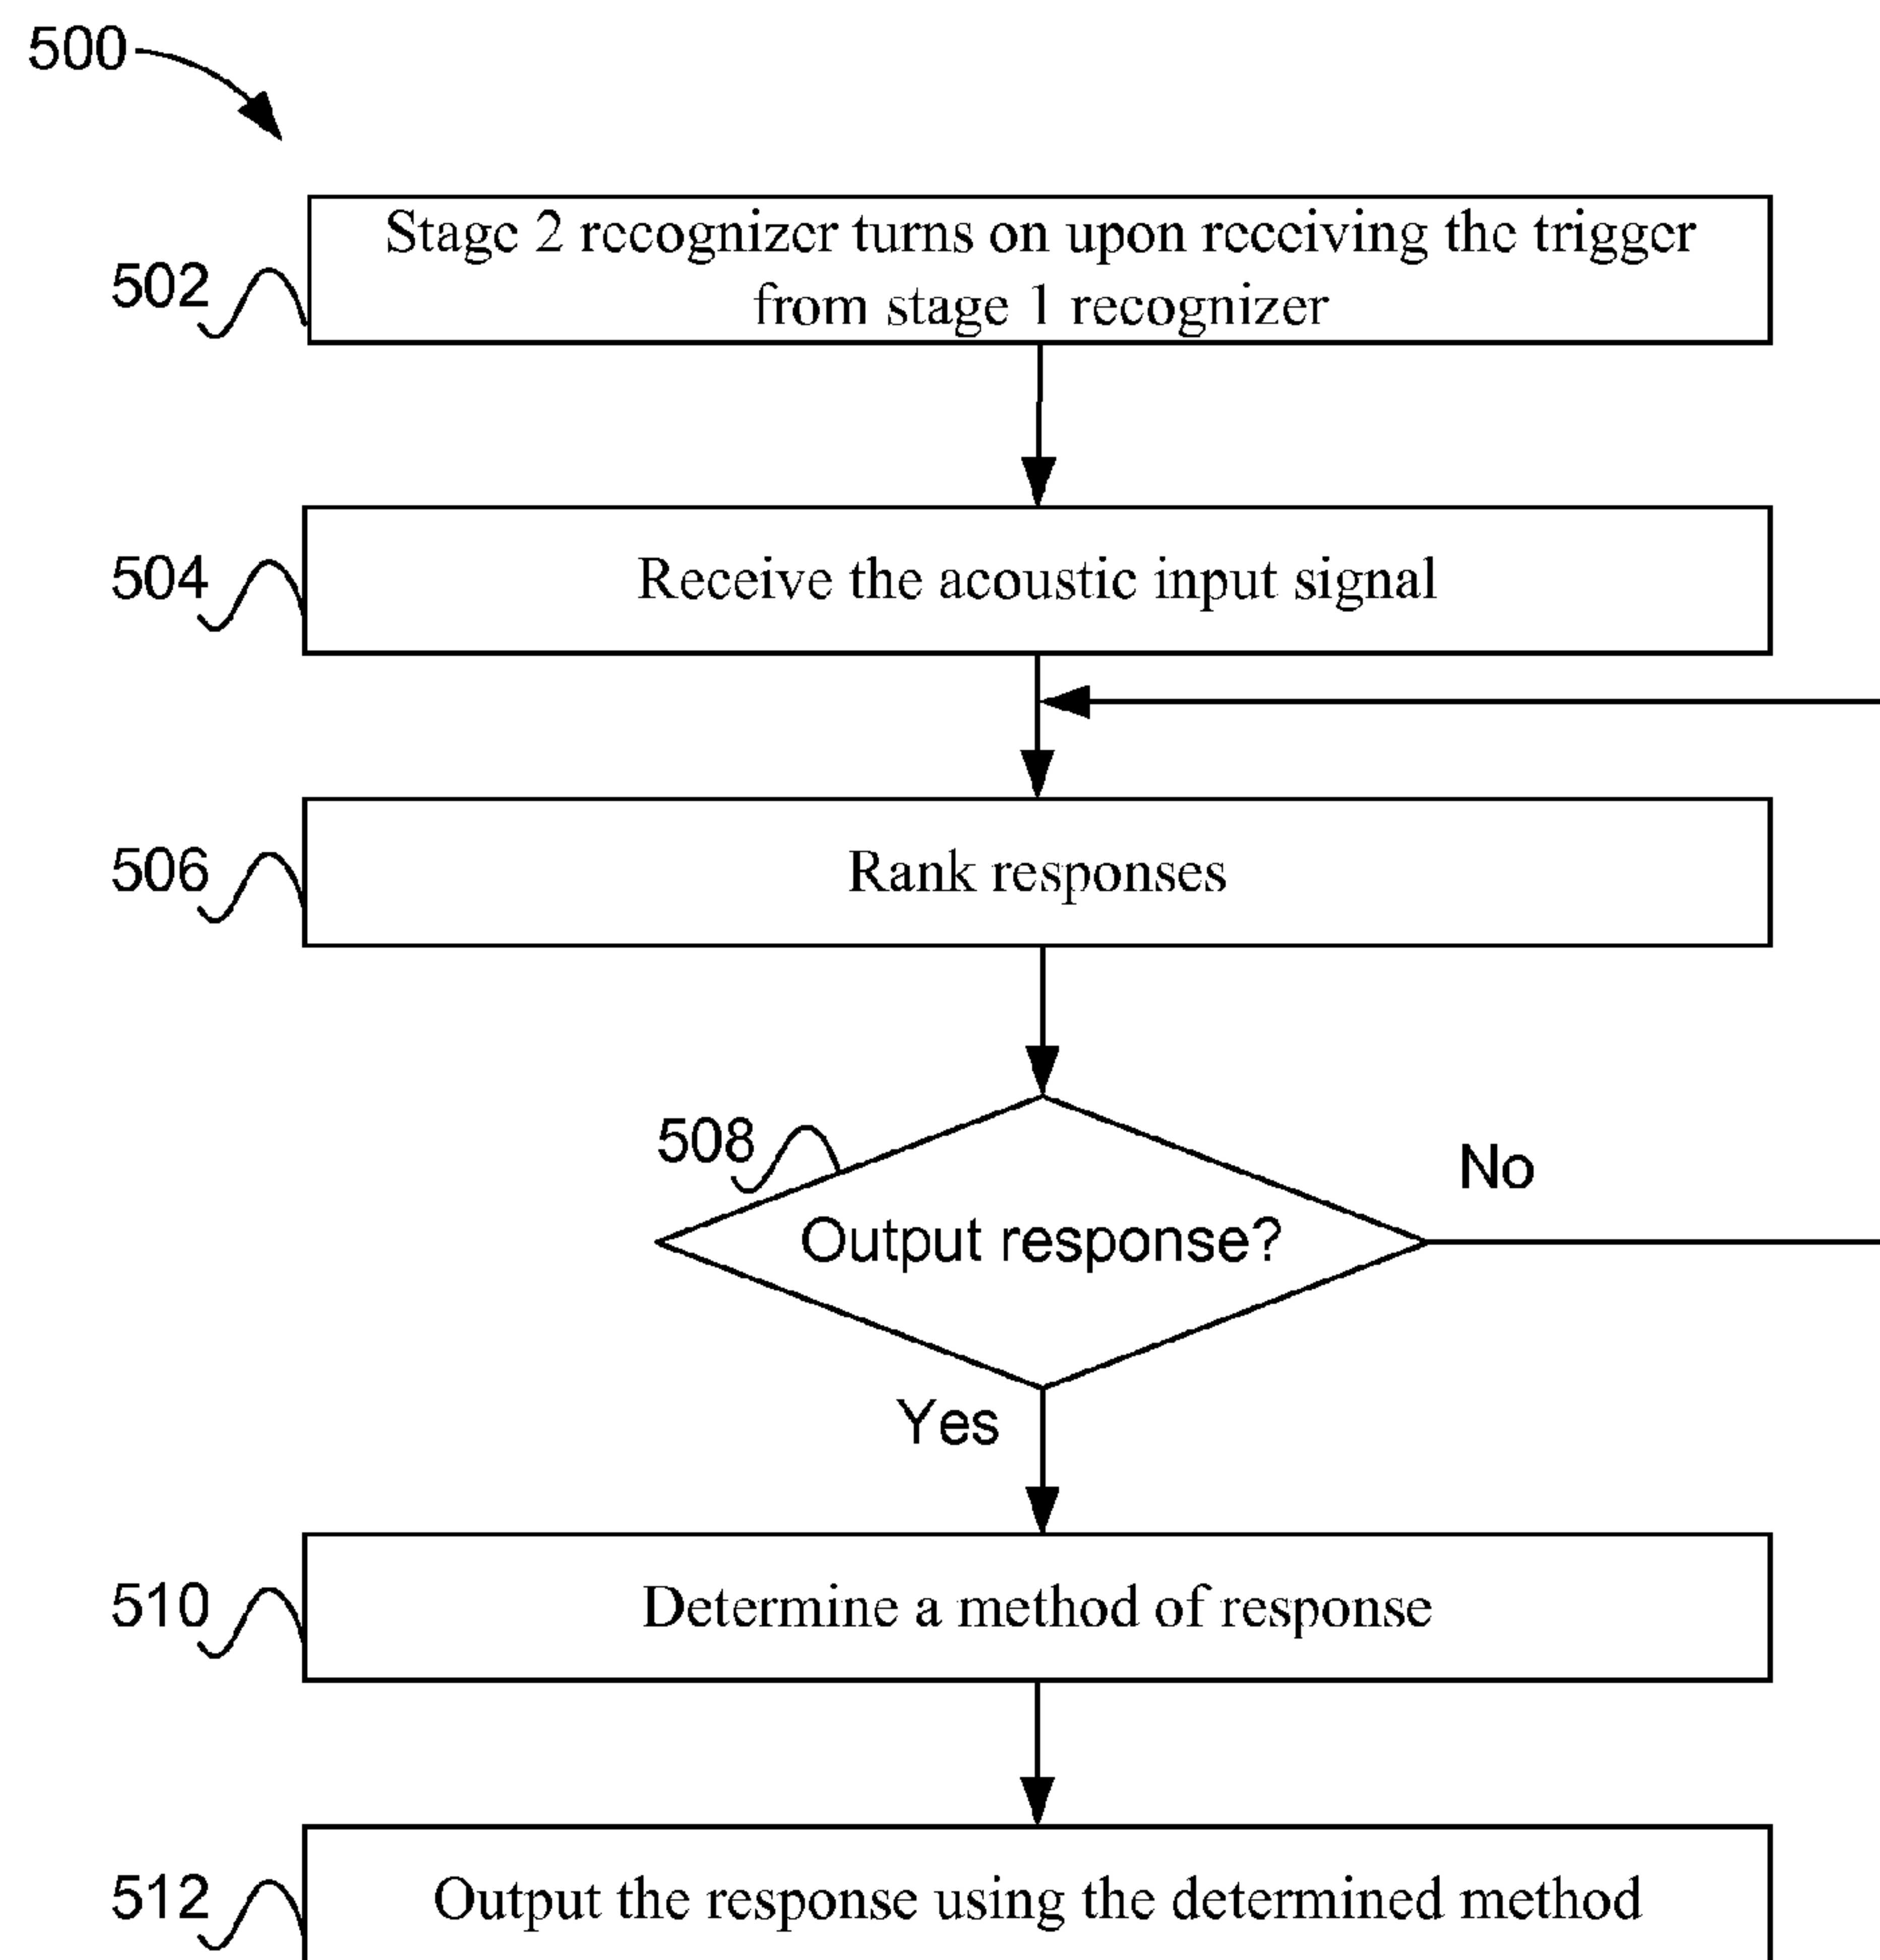 500
Stage 2 recognizer turns on upon receiving the trigger
from stage 1 recognizer
502
504
Receive the acoustic input signal
506
Rank responses
508
No
Output response?
Yes
510
Determine a method of response
512
Output the response using the determined method